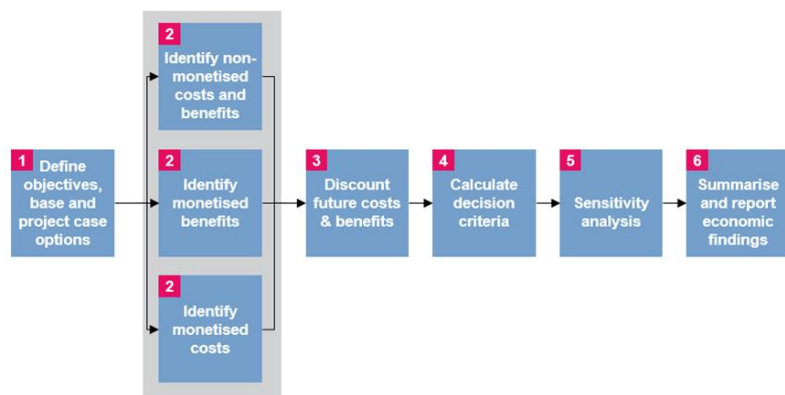 1
Define
objectives,
base and
project case
options
2
Identify non-
monetised
costs and
benefits
2
Identify
monetised
benefits
2
Identify
monetised
costs
3
Discount
future costs
& benefits
4
Calculate
decision
criteria
5
Sensitivity
analysis
6
Summarise
and report
economic
findings